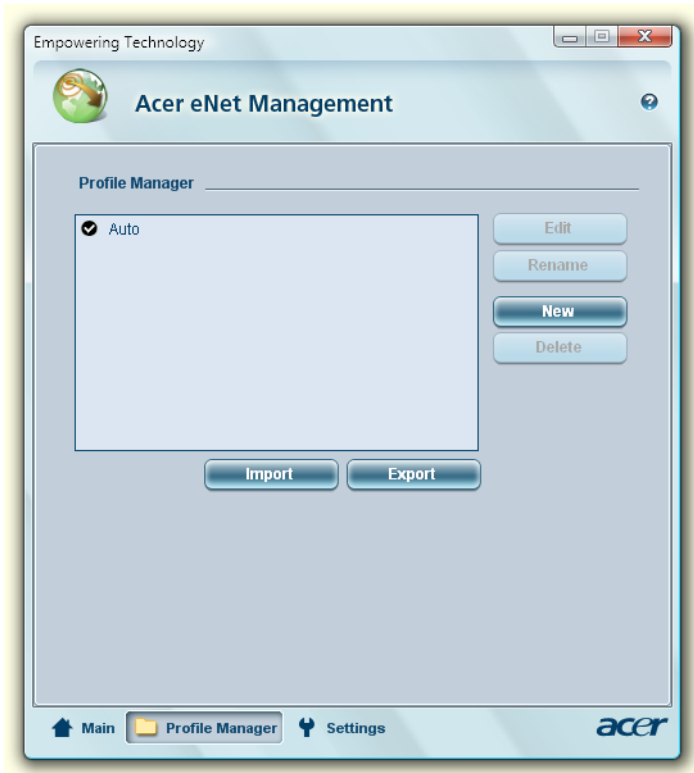 Empowering Technology
Acer eNet Management
Profile Manager
Auto
Edit
Rename
New
Delete
Import Export
Main Profile Manager Settings acer